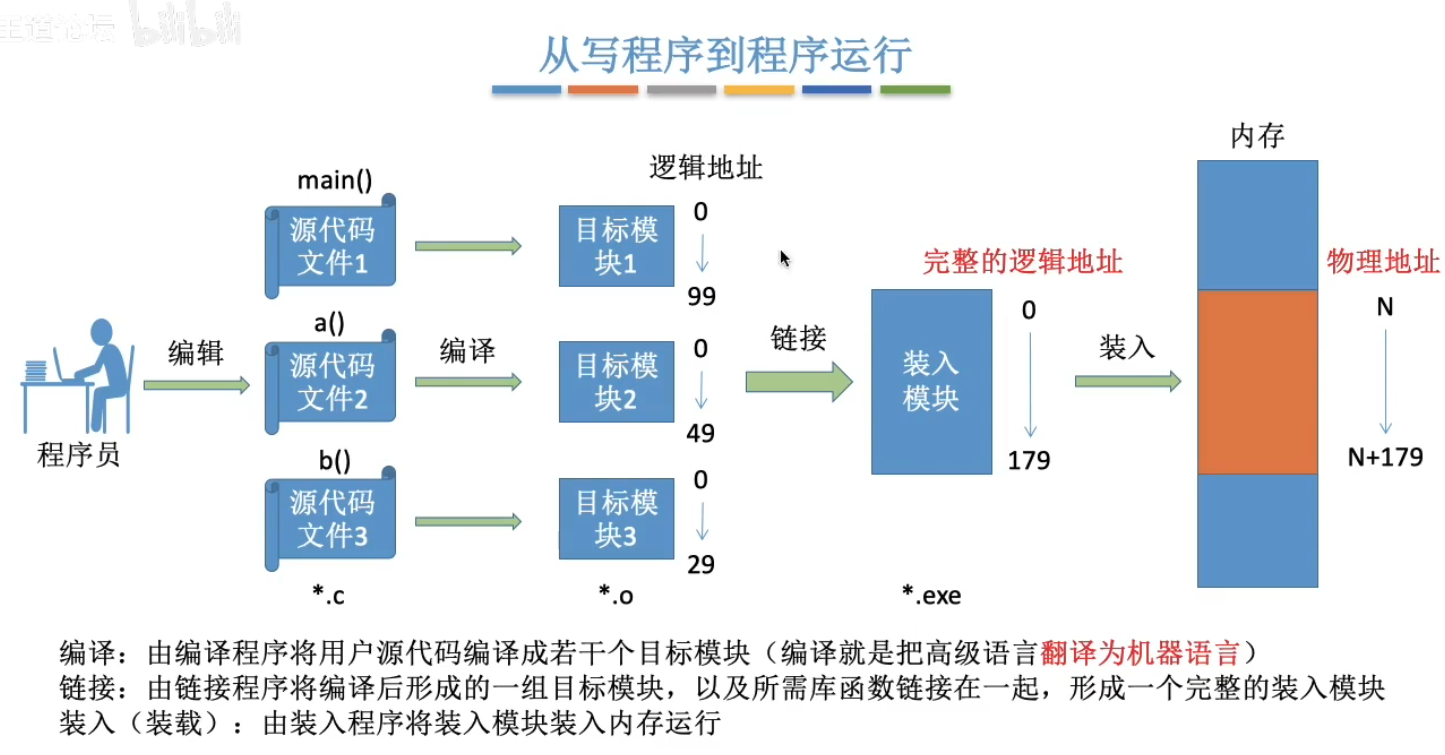 王道论坛 bilibili
从写程序到程序运行
内存
main()
逻辑地址
源代码
文件1
目标模
块1
0
99
完整的逻辑地址
物理地址
a()
编辑
源代码
文件2
编译
目标模
块2
0
49
链接
装入
模块
0
179
装入
N
N+179
程序员
b()
源代码
文件3
目标模
块3
0
29
*.c
*.o
*.exe
编译：由编译程序将用户源代码编译成若干个目标模块（编译就是把高级语言翻译为机器语言）
链接：由链接程序将编译后形成的一组目标模块，以及所需库函数链接在一起，形成一个完整的装入模块
装入（装载）：由装入程序将装入模块装入内存运行